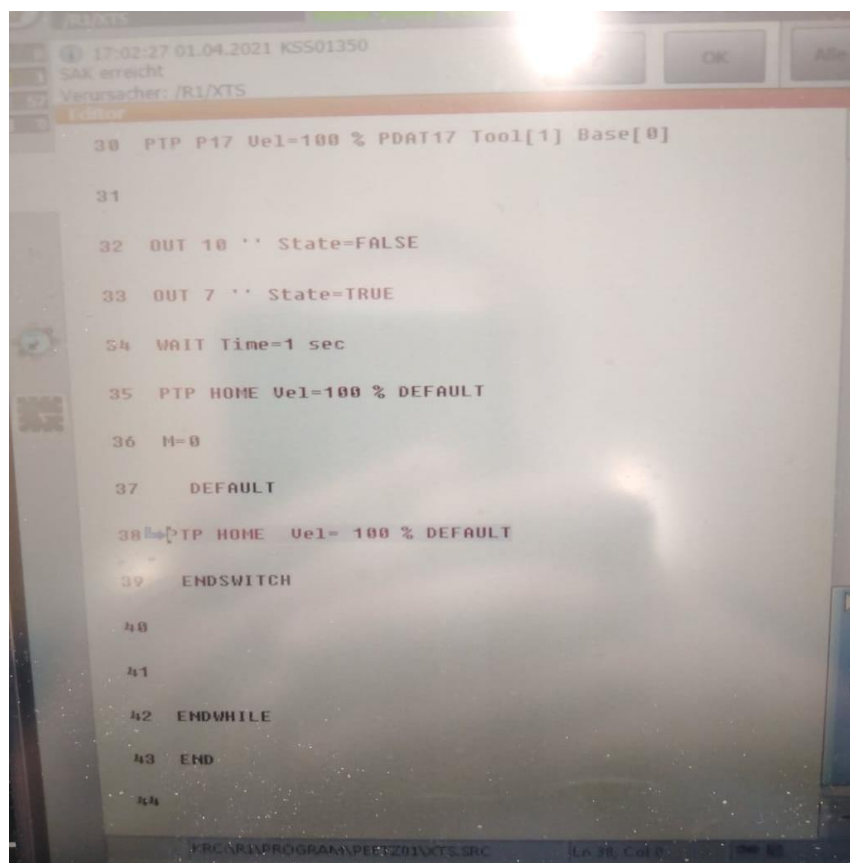 /R1/XTS
17:02:27 01.04.2021 KSS01350
SAK erreicht
Verursacher: /R1/XTS
OK
Alle
Editor
30 PTP P17 Vel=100 % PDAT17 Tool[1] Base[0]
31
32 OUT 10 '' State=FALSE
33 OUT 7 '' State=TRUE
34 WAIT Time=1 sec
35 PTP HOME Vel=100 % DEFAULT
36 M=0
37 DEFAULT
38 PTP HOME Vel= 100 % DEFAULT
39 ENDSWITCH
40
41
42 ENDWHILE
43 END
44
KRC:\R1\PROGRAM\PEETZ01\XTS.SRC
Ln 38, Col 0